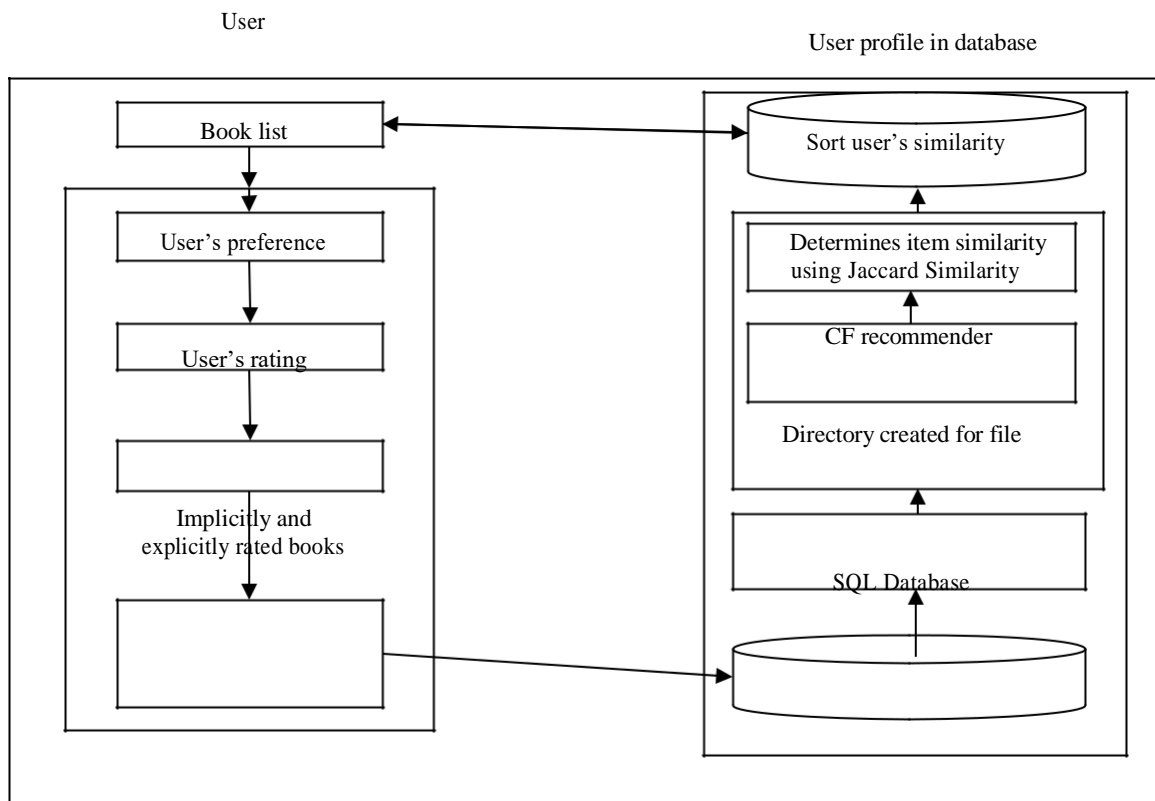 User
User profile in database
Book list
Sort user’s similarity
User’s preference
Determines item similarity
using Jaccard Similarity
User’s rating
CF recommender
Directory created for file
Implicitly and
explicitly rated books
SQL Database